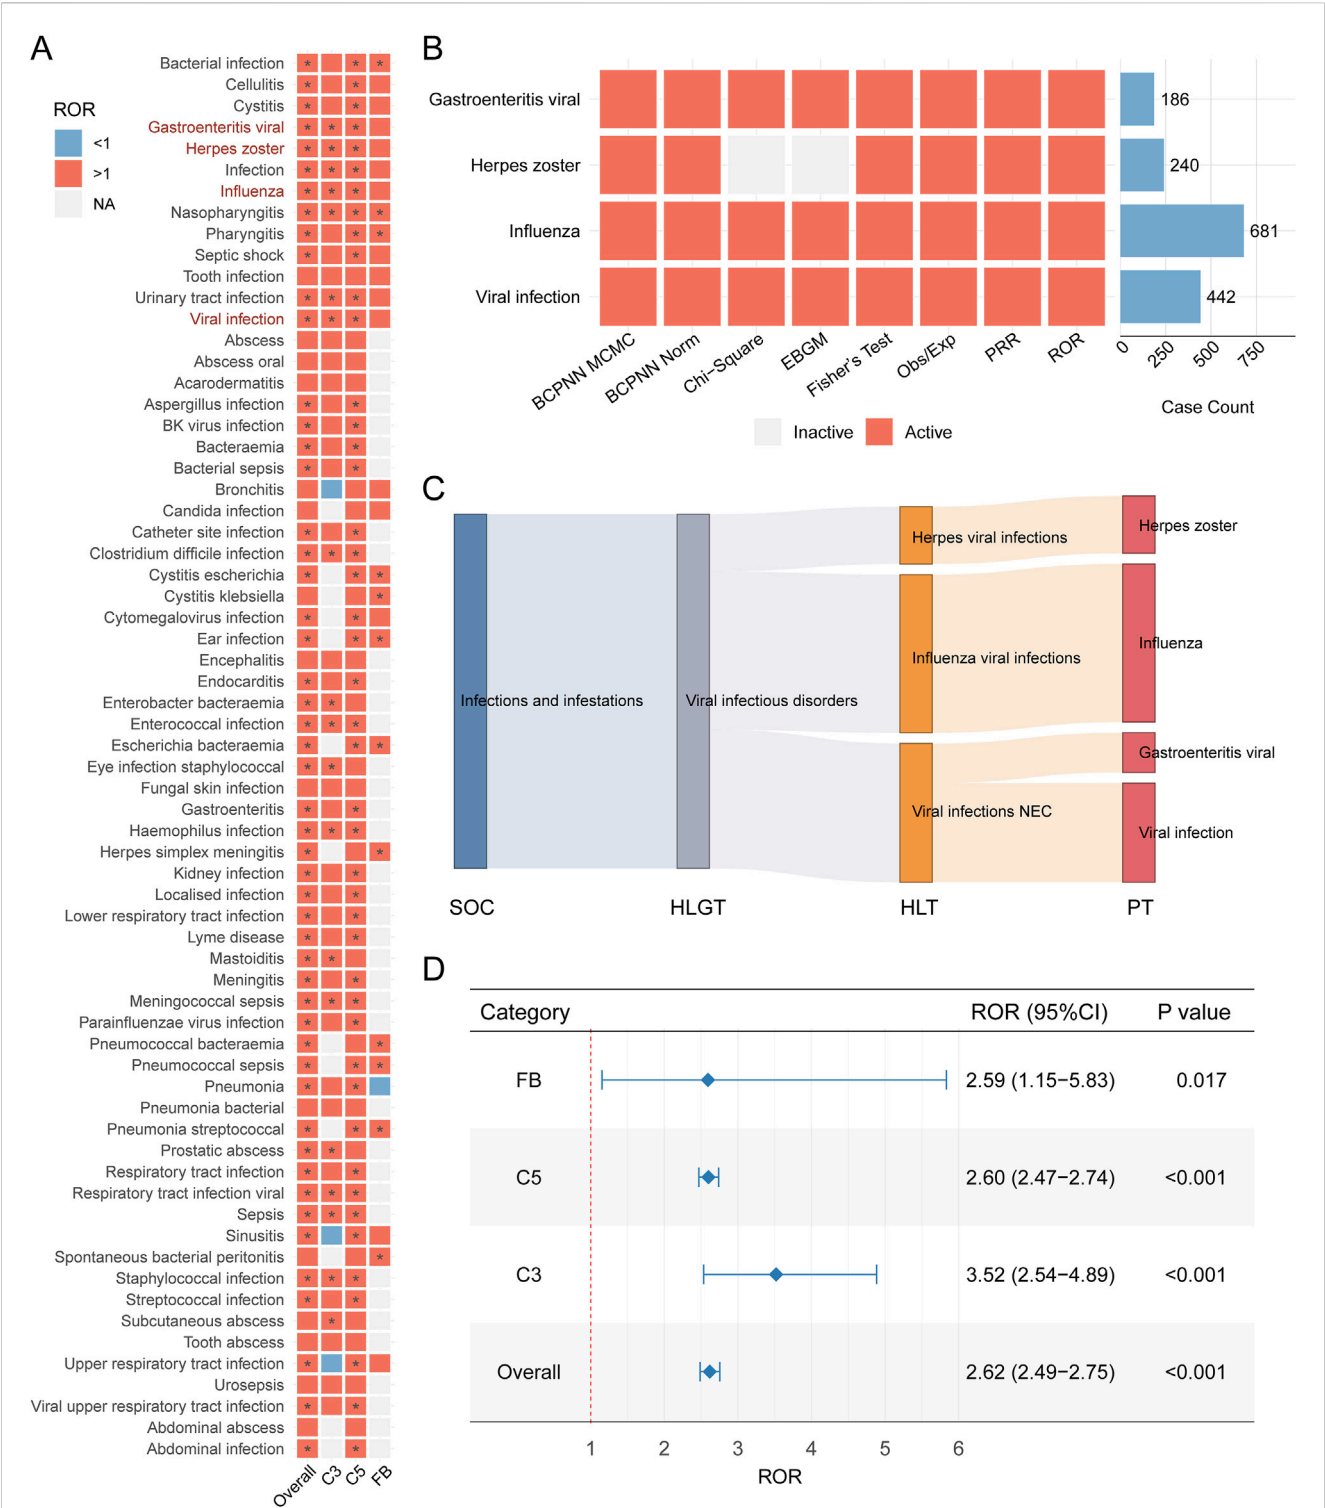 A
ROR
<1
>1
NA
Bacterial infection * * *
Cellulitis * *
Cystitis * *
Gastroenteritis viral * * *
Herpes zoster * * *
Infection * * *
Influenza * * *
Nasopharyngitis * * * *
Pharyngitis * * *
Septic shock * *
Tooth infection
Urinary tract infection * * *
Viral infection * * *
Abscess
Abscess oral
Acarodermatitis
Aspergillus infection * *
BK virus infection * *
Bacteraemia * *
Bacterial sepsis * *
Bronchitis
Candida infection
Catheter site infection * *
Clostridium difficile infection * * *
Cystitis escherichia * * *
Cystitis klebsiella *
Cytomegalovirus infection * *
Ear infection * * *
Encephalitis
Endocarditis * *
Enterobacter bacteraemia * *
Enterococcal infection * * *
Escherichia bacteraemia * * *
Eye infection staphylococcal * *
Fungal skin infection
Gastroenteritis * *
Haemophilus infection * * *
Herpes simplex meningitis * *
Kidney infection * *
Localised infection * *
Lower respiratory tract infection * *
Lyme disease * *
Mastoiditis * *
Meningitis * *
Meningococcal sepsis * * *
Parainfluenzae virus infection * *
Pneumococcal bacteraemia * *
Pneumococcal sepsis * * *
Pneumonia * *
Pneumonia bacterial
Pneumonia streptococcal * * *
Prostatic abscess * *
Respiratory tract infection * *
Respiratory tract infection viral * * *
Sepsis * * *
Sinusitis * *
Spontaneous bacterial peritonitis *
Staphylococcal infection * * *
Streptococcal infection * *
Subcutaneous abscess *
Tooth abscess
Upper respiratory tract infection * *
Urosepsis
Viral upper respiratory tract infection * *
Abdominal abscess
Abdominal infection * *
Overall C3 C5 FB
B
Gastroenteritis viral 186
Herpes zoster 240
Influenza 681
Viral infection 442
BCPNN MCMC BCPNN Norm Chi−Square EBGM Fisher's Test Obs/Exp PRR ROR
0 250 500 750
Case Count
Inactive Active
C
Herpes zoster
Herpes viral infections
Influenza
Influenza viral infections
Infections and infestations Viral infectious disorders
Gastroenteritis viral
Viral infections NEC
Viral infection
SOC HLGT HLT PT
D
Category ROR (95%CI) P value
FB 2.59 (1.15−5.83) 0.017
C5 2.60 (2.47−2.74) <0.001
C3 3.52 (2.54−4.89) <0.001
Overall 2.62 (2.49−2.75) <0.001
1 2 3 4 5 6
ROR